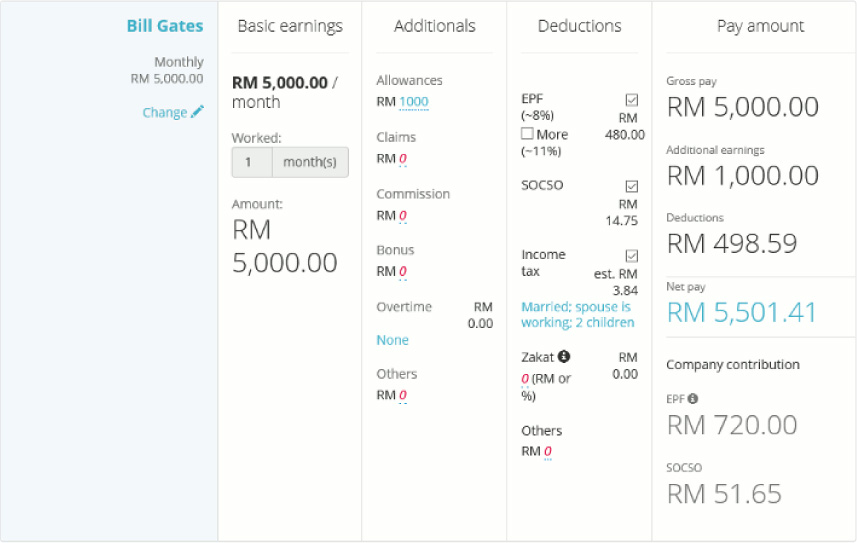 Bill Gates
Monthly
RM 5,000.00
Change
Basic earnings
RM 5,000.00 /
month
Worked:
1 month(s)
Amount:
RM
5,000.00
Additionals
Allowances
RM 1000
Claims
RM 0
Commission
RM 0
Bonus
RM 0
Overtime RM
0.00
None
Others
RM 0
Deductions
EPF
(~8%) RM
More 480.00
(~11%)
SOCSO
RM
14.75
Income
tax est. RM
3.84
Married; spouse is
working; 2 children
Zakat RM
0 (RM or 0.00
%)
Others
RM 0
Pay amount
Gross pay
RM 5,000.00
Additional earnings
RM 1,000.00
Deductions
RM 498.59
Net pay
RM 5,501.41
Company contribution
EPF
RM 720.00
SOCSO
RM 51.65